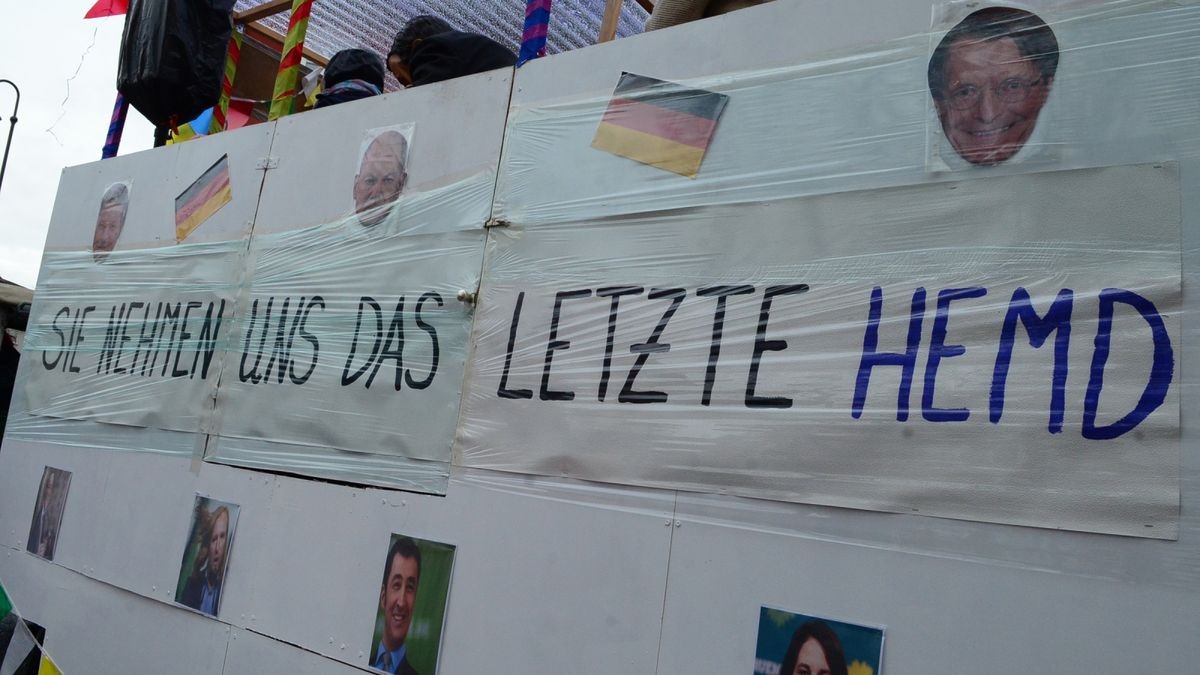 SIE NEHMEN UNS DAS LETZTE HEMD